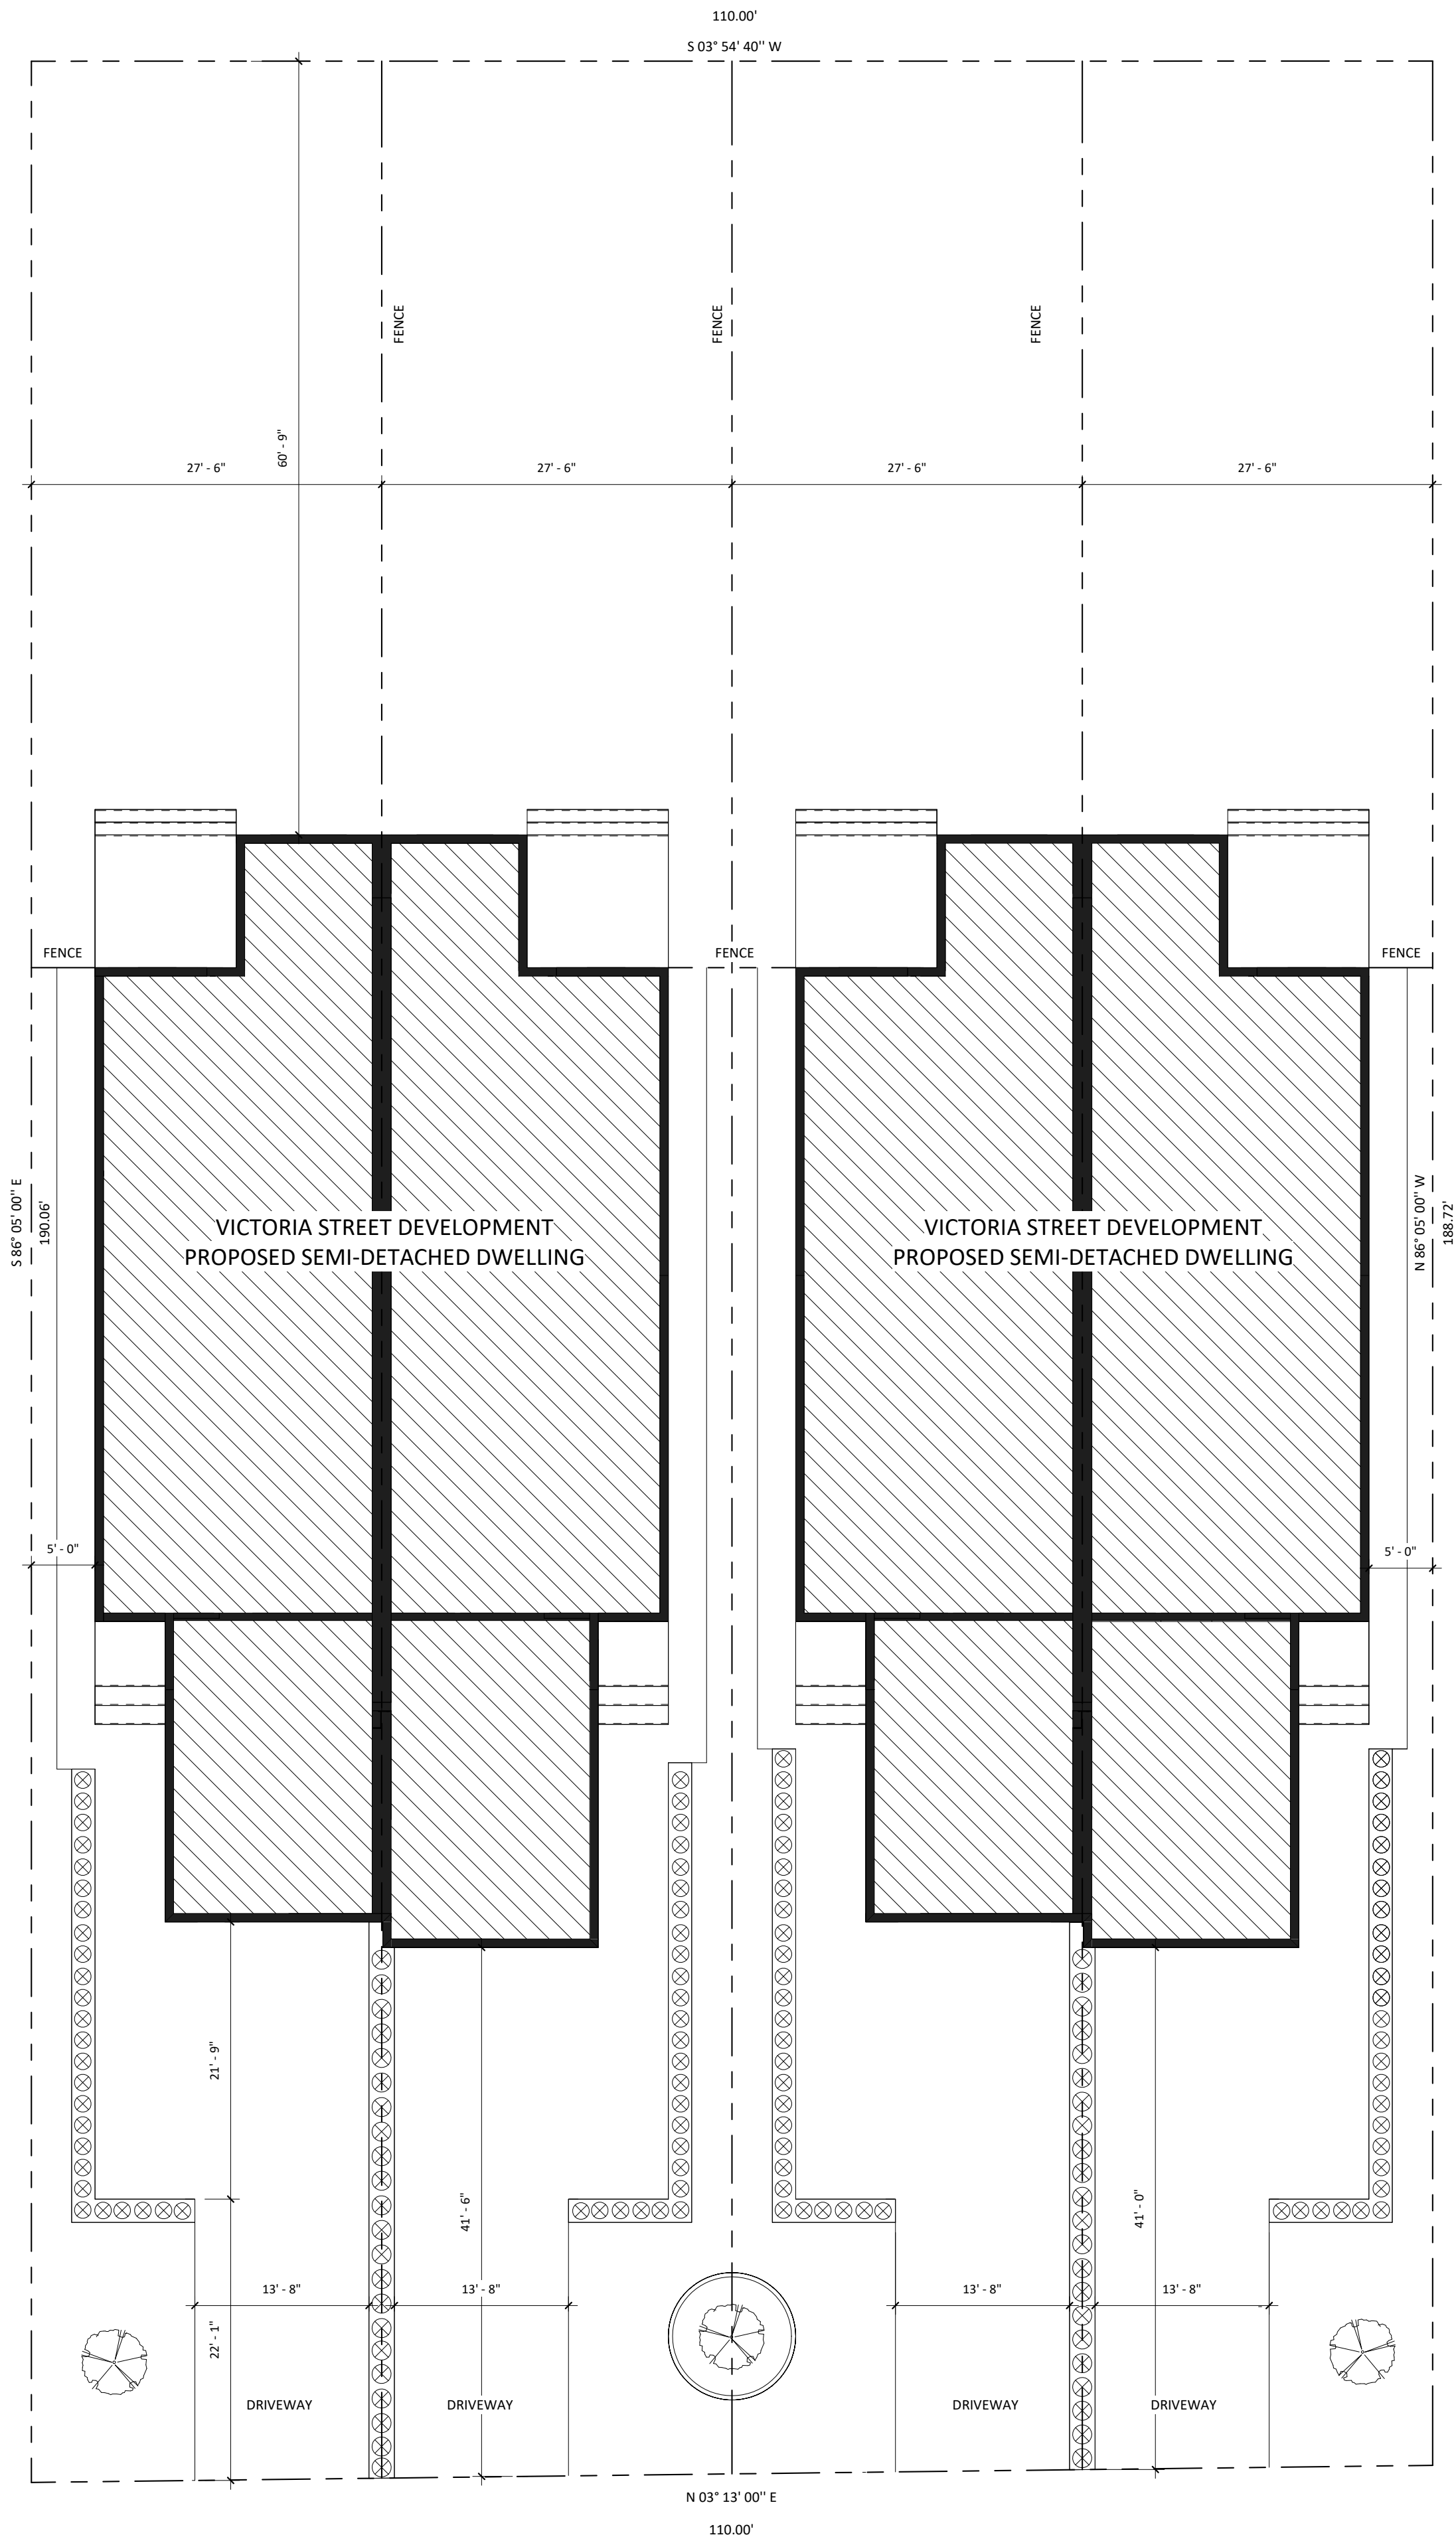 110.00'
S 03° 54' 40'' W
FENCE
FENCE
FENCE
60' - 9"
27' - 6"
27' - 6"
27' - 6"
27' - 6"
FENCE
FENCE
FENCE
S 86° 05' 00'' E
190.06'
VICTORIA STREET DEVELOPMENT
PROPOSED SEMI-DETACHED DWELLING
VICTORIA STREET DEVELOPMENT
PROPOSED SEMI-DETACHED DWELLING
N 86° 05' 00'' W
188.72'
5' - 0"
5' - 0"
21' - 9"
41' - 6"
41' - 0"
13' - 8"
13' - 8"
13' - 8"
13' - 8"
22' - 1"
DRIVEWAY
DRIVEWAY
DRIVEWAY
DRIVEWAY
N 03° 13' 00'' E
110.00'